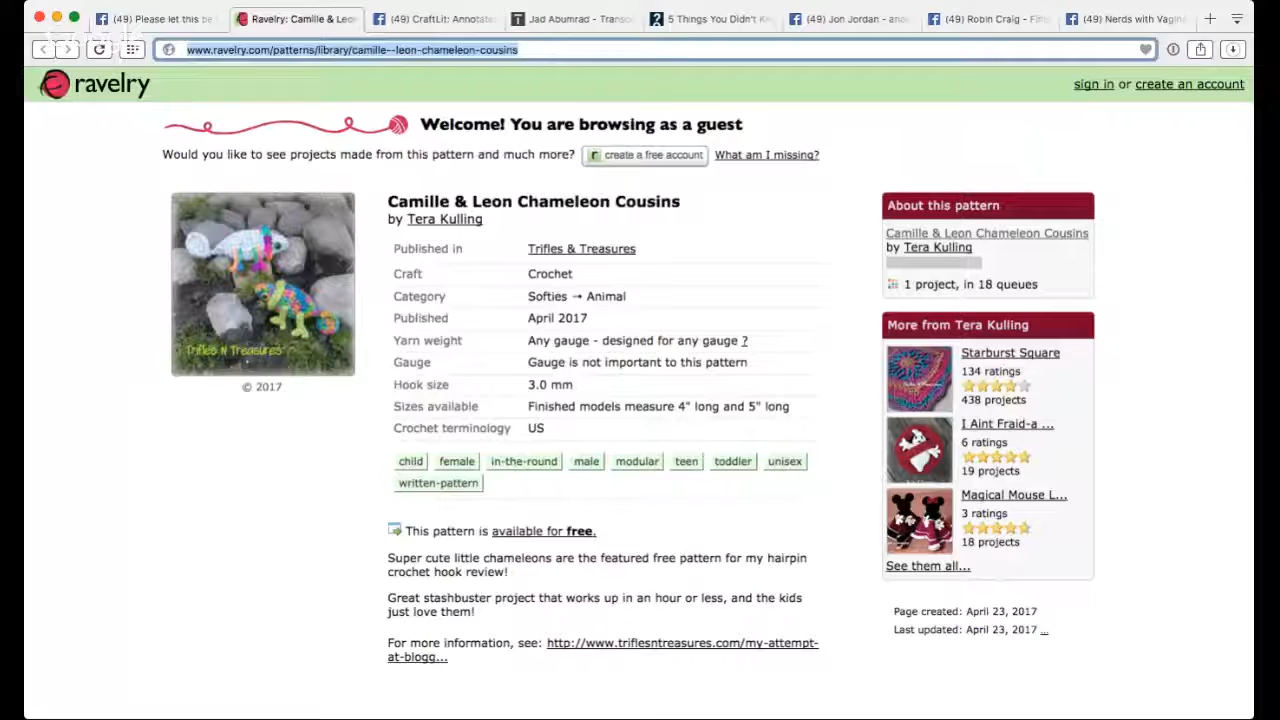 (49) Please let this be
Ravelry: Camille & Leo
(49) CraftLit: Annotate
Jad Abumrad - Transo
5 Things You Didn't K
(49) Jon Jordan - ano
(49) Robin Craig - Fi
(49) Nerds with Vagin
www.ravelry.com/patterns/library/camille--leon-chameleon-cousins
ravelry
sign in or create an account
Welcome! You are browsing as a guest
Would you like to see projects made from this pattern and much more? create a free account What am I missing?
Trifles N Treasures
© 2017
Camille & Leon Chameleon Cousins
by Tera Kulling
Published in Trifles & Treasures
Craft Crochet
Category Softies → Animal
Published April 2017
Yarn weight Any gauge - designed for any gauge ?
Gauge Gauge is not important to this pattern
Hook size 3.0 mm
Sizes available Finished models measure 4" long and 5" long
Crochet terminology US
child female in-the-round male modular teen toddler unisex
written-pattern
This pattern is available for free.
Super cute little chameleons are the featured free pattern for my hairpin
crochet hook review!
Great stashbuster project that works up in an hour or less, and the kids
just love them!
For more information, see: http://www.triflesntreasures.com/my-attempt-
at-blogg...
About this pattern
Camille & Leon Chameleon Cousins
by Tera Kulling
1 project, in 18 queues
More from Tera Kulling
Starburst Square
134 ratings
438 projects
I Aint Fraid-a ...
6 ratings
19 projects
Magical Mouse L...
3 ratings
18 projects
See them all...
Page created: April 23, 2017
Last updated: April 23, 2017 ...